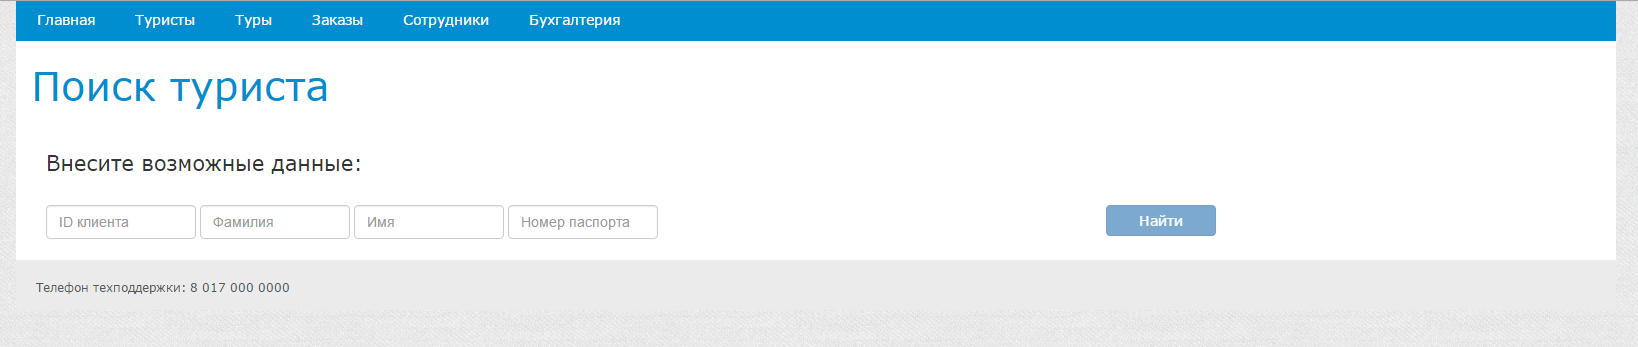 Главная Туристы Туры Заказы Сотрудники Бухгалтерия
Поиск туриста
Внесите возможные данные:
ID клиента Фамилия Имя Номер паспорта Найти
Телефон техподдержки: 8 017 000 0000